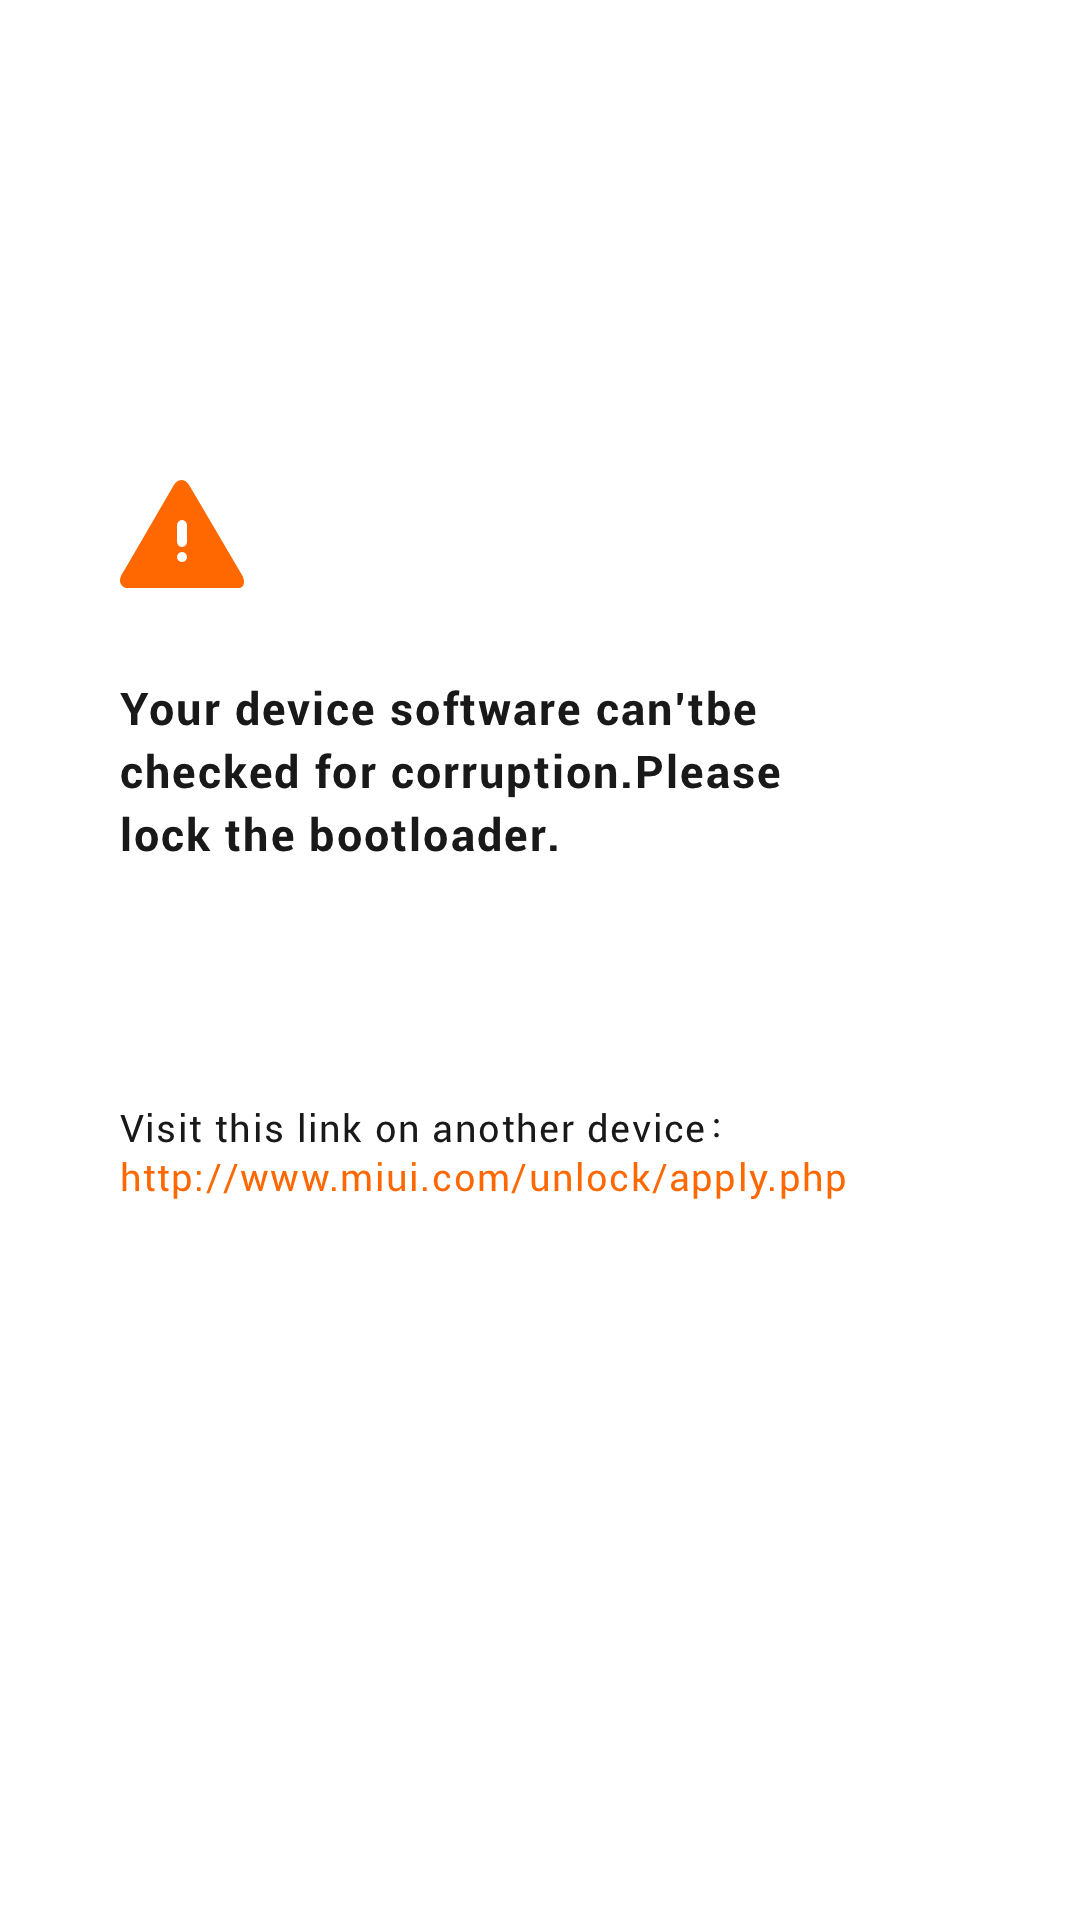 Your device software can'tbe
checked for corruption.Please
lock the bootloader.
Visit this link on another device：
http://www.miui.com/unlock/apply.php